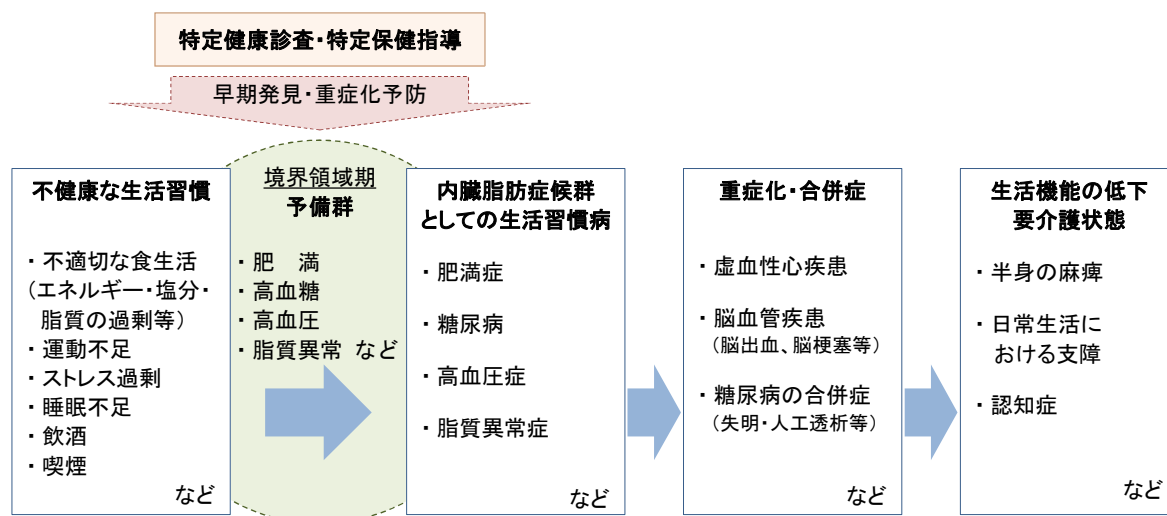 特定健康診査・特定保健指導
早期発見・重症化予防
不健康な生活習慣
・不適切な食生活
(エネルギー・塩分・
脂質の過剰等)
・運動不足
・ストレス過剰
・睡眠不足
・飲酒
・喫煙
など
境界領域期
予備群
・肥　満
・高血糖
・高血圧
・脂質異常 など
内臓脂肪症候群
としての生活習慣病
・肥満症
・糖尿病
・高血圧症
・脂質異常症
など
重症化・合併症
・虚血性心疾患
・脳血管疾患
(脳出血、脳梗塞等)
・糖尿病の合併症
(失明・人工透析等)
など
生活機能の低下
要介護状態
・半身の麻痺
・日常生活に
おける支障
・認知症
など